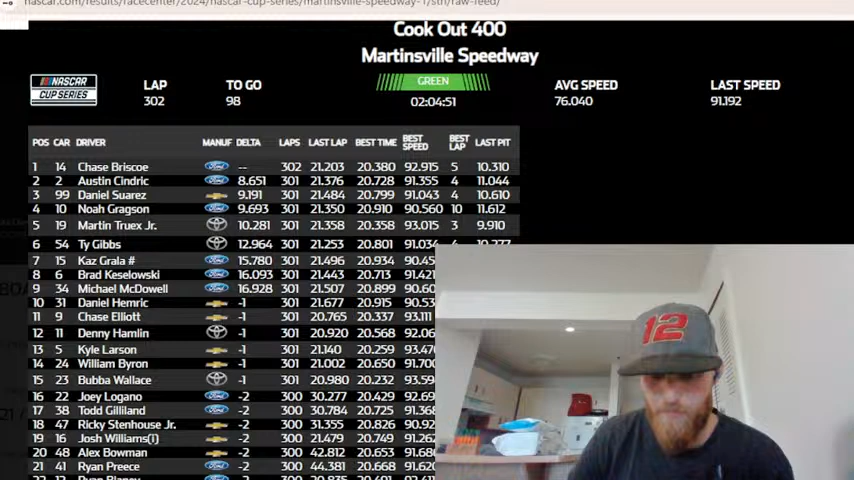 nascar.com/results/racecenter/2024/nascar-cup-series/martinsville-speedway-1/stn/raw-feed/
Cook Out 400
Martinsville Speedway
NASCAR CUP SERIES
LAP 302
TO GO 98
GREEN 02:04:51
AVG SPEED 76.040
LAST SPEED 91.192
POS CAR DRIVER MANUF DELTA LAPS LAST LAP BEST TIME BEST SPEED BEST LAP LAST PIT
1 14 Chase Briscoe Ford -- 302 21.203 20.380 92.915 5 10.310
2 2 Austin Cindric Ford 8.651 301 21.376 20.728 91.355 4 11.044
3 99 Daniel Suarez 9.191 301 21.484 20.799 91.043 4 10.610
4 10 Noah Gragson Ford 9.693 301 21.350 20.910 90.560 10 11.612
5 19 Martin Truex Jr. 10.281 301 21.358 20.358 93.015 3 9.910
6 54 Ty Gibbs 12.964 301 21.253 20.801 91.034
7 15 Kaz Grala # Ford 15.780 301 21.496 20.934
8 6 Brad Keselowski Ford 16.093 301 21.443 20.713 91.421
9 34 Michael McDowell Ford 16.928 301 21.507 20.899
10 31 Daniel Hemric -1 301 21.677 20.915
11 9 Chase Elliott -1 301 20.765 20.337 93.111
12 11 Denny Hamlin -1 301 20.920 20.568
13 5 Kyle Larson -1 301 21.140 20.259
14 24 William Byron -1 301 21.002 20.650
15 23 Bubba Wallace -1 301 20.980 20.232
16 22 Joey Logano Ford -2 300 30.277 20.429
17 38 Todd Gilliland Ford -2 300 30.784 20.725
18 47 Ricky Stenhouse Jr. -2 300 31.355 20.826
19 16 Josh Williams(i) -2 300 21.479 20.749
20 48 Alex Bowman -2 300 42.812 20.653
21 41 Ryan Preece Ford -2 300 44.381 20.668
12